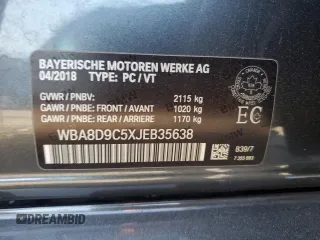 BAYERISCHE MOTOREN WERKE AG
04/2018 TYPE: PC / VT
GVWR / PNBV: 2115 kg
GAWR / PNBE: FRONT / AVANT 1020 kg
GAWR / PNBE: REAR / ARRIERE 1170 kg
WBA8D9C5XJEB35638
EC
B39/7
DREAMBID